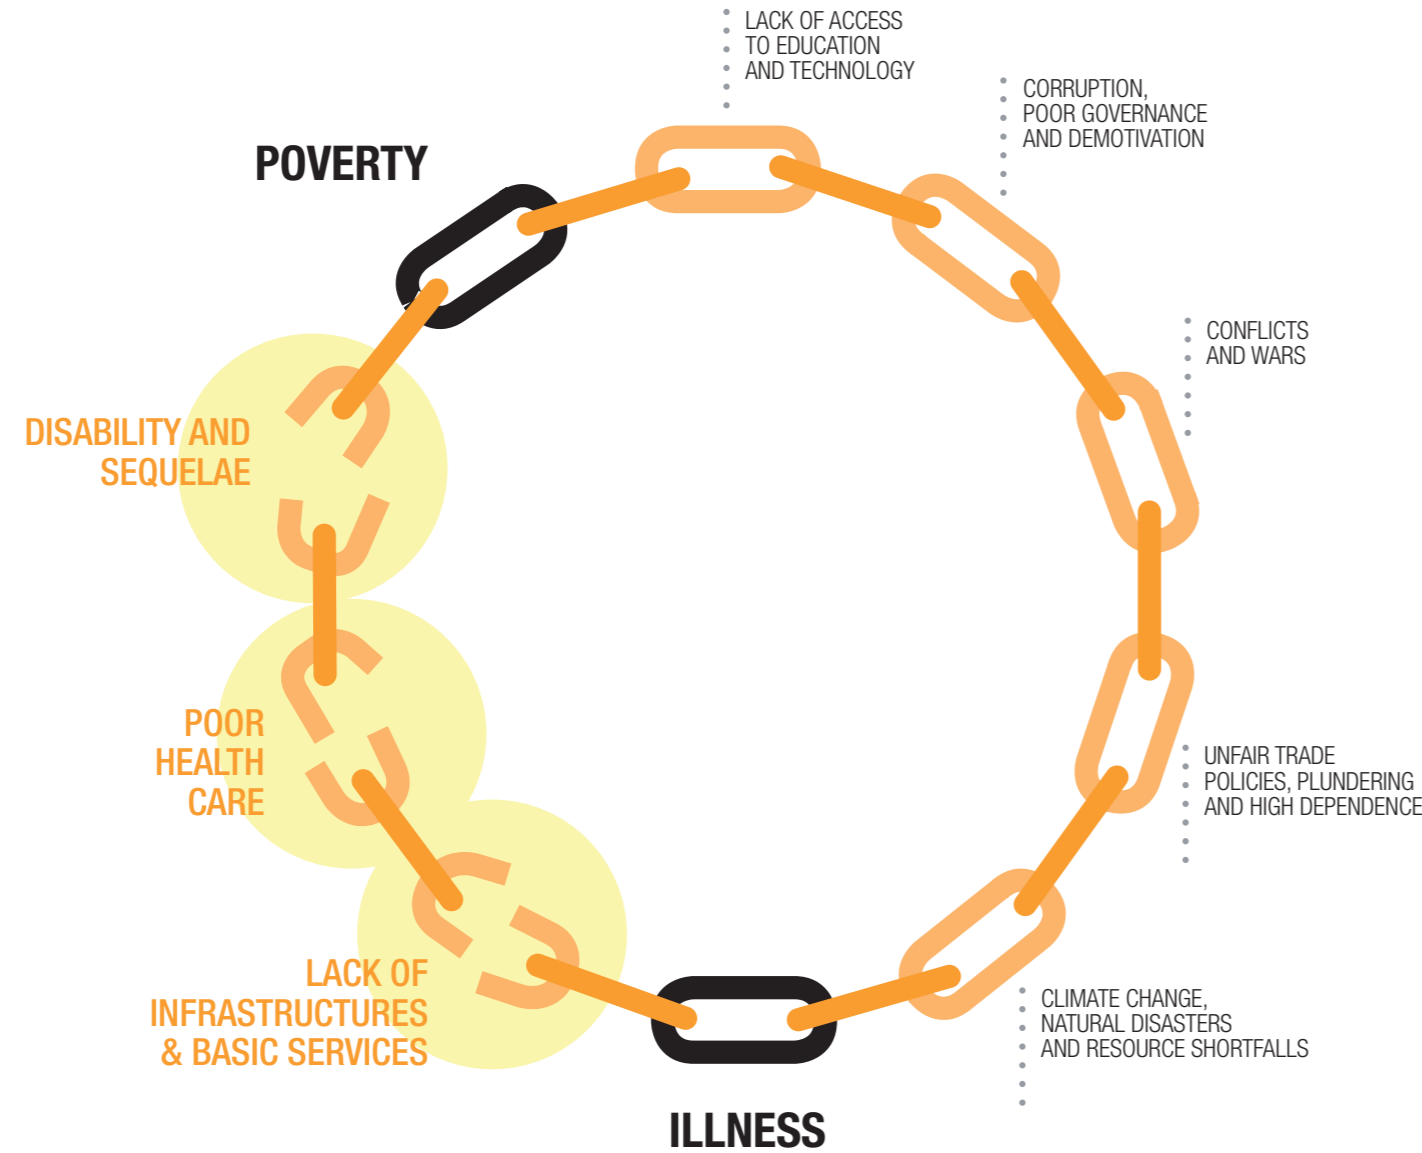 LACK OF ACCESS
TO EDUCATION
AND TECHNOLOGY
CORRUPTION,
POOR GOVERNANCE
AND DEMOTIVATION
POVERTY
CONFLICTS
AND WARS
DISABILITY AND
SEQUELAE
POOR
HEALTH
CARE
UNFAIR TRADE
POLICIES, PLUNDERING
AND HIGH DEPENDENCE
LACK OF
INFRASTRUCTURES
& BASIC SERVICES
CLIMATE CHANGE,
NATURAL DISASTERS
AND RESOURCE SHORTFALLS
ILLNESS